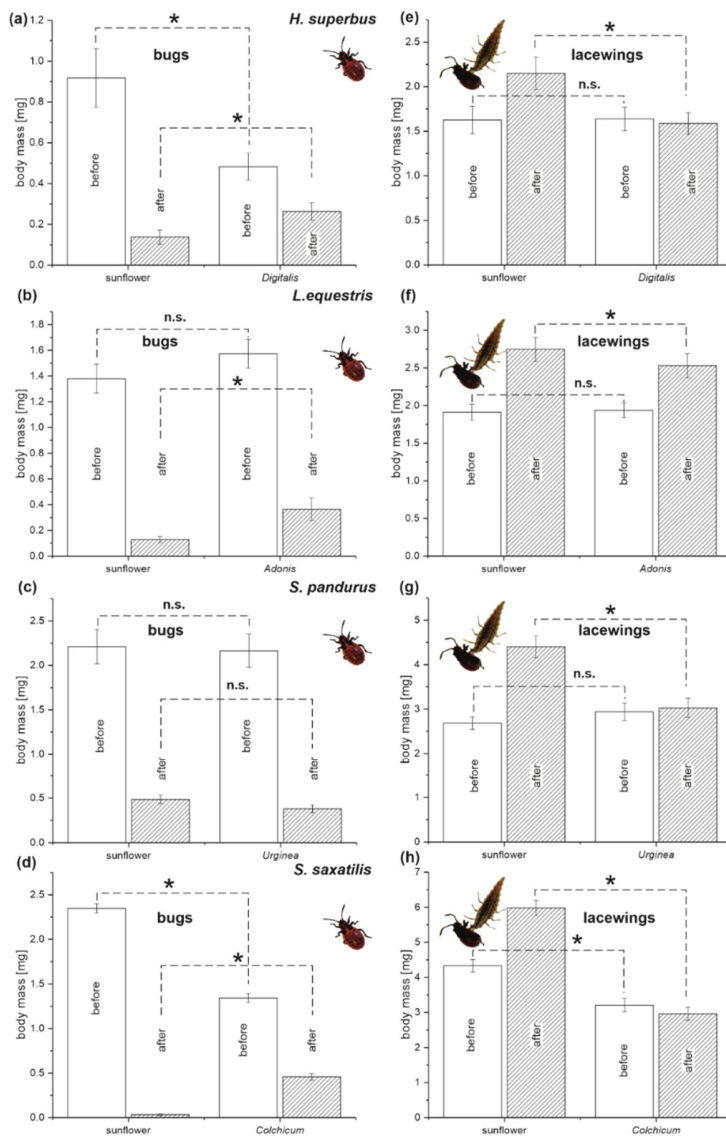 (a)
H. superbus
*
bugs
*
body mass [mg]
1.2
1.0
0.8
0.6
0.4
0.2
0.0
before
after
before
after
sunflower
Digitalis
(e)
*
lacewings
n.s.
body mass [mg]
3.0
2.5
2.0
1.5
1.0
0.5
0.0
before
after
before
after
sunflower
Digitalis
(b)
L.equestris
n.s.
bugs
*
body mass [mg]
1.8
1.6
1.4
1.2
1.0
0.8
0.6
0.4
0.2
0.0
before
after
before
after
sunflower
Adonis
(f)
*
lacewings
n.s.
body mass [mg]
3.0
2.5
2.0
1.5
1.0
0.5
0.0
before
after
before
after
sunflower
Adonis
(c)
S. pandurus
n.s.
bugs
n.s.
body mass [mg]
2.5
2.0
1.5
1.0
0.5
0.0
before
after
before
after
sunflower
Urginea
(g)
*
lacewings
n.s.
body mass [mg]
5
4
3
2
1
0
before
after
before
after
sunflower
Urginea
(d)
S. saxatilis
*
bugs
*
body mass [mg]
2.5
2.0
1.5
1.0
0.5
0.0
before
after
before
after
sunflower
Colchicum
(h)
*
lacewings
*
body mass [mg]
7
6
5
4
3
2
1
0
before
after
before
after
sunflower
Colchicum